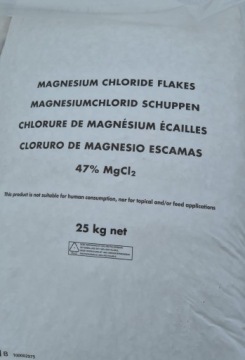 MAGNESIUM CHLORIDE FLAKES
MAGNESIUMCHLORID SCHUPPEN
CHLORURE DE MAGNÉSIUM ÉCAILLES
CLORURO DE MAGNESIO ESCAMAS
47% MgCl₂
This product is not suitable for human consumption, nor for topical and/or feed applications
25 kg net